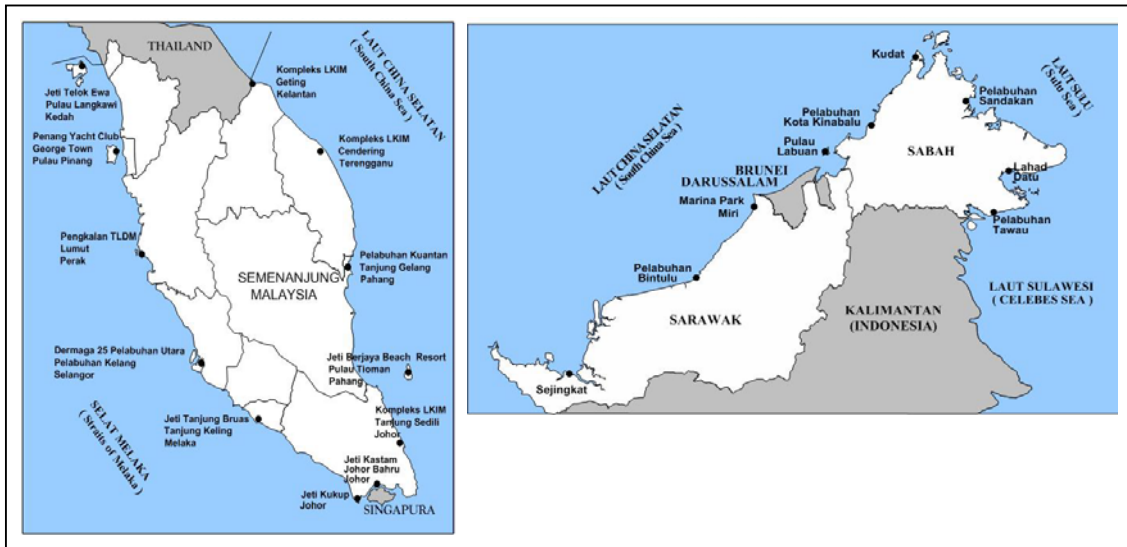 THAILAND
LAUT CHINA SELATAN
( South China Sea )
Kompleks LKIM
Geting
Kelantan
Jeti Telok Ewa
Pulau Langkawi
Kedah
Penang Yacht Club
George Town
Pulau Pinang
Kompleks LKIM
Cendering
Terengganu
Pengkalan TLDM
Lumut
Perak
Pelabuhan Kuantan
Tanjung Gelang
Pahang
SEMENANJUNG
MALAYSIA
Dermaga 25 Pelabuhan Utara
Pelabuhan Kelang
Selangor
Jeti Berjaya Beach Resort
Pulau Tioman
Pahang
SELAT MELAKA
( Straits of Melaka )
Jeti Tanjung Bruas
Tanjung Keling
Melaka
Kompleks LKIM
Tanjung Sedili
Johor
Jeti Kastam
Johor Bahru
Johor
Jeti Kukup
Johor
SINGAPURA
Kudat
LAUT SULU
( Sulu Sea )
Pelabuhan
Sandakan
Pelabuhan
Kota Kinabalu
Pulau
Labuan
SABAH
LAUT CHINA SELATAN
( South China Sea )
BRUNEI
DARUSSALAM
Lahad
Datu
Marina Park
Miri
Pelabuhan
Tawau
Pelabuhan
Bintulu
LAUT SULAWESI
( CELEBES SEA )
KALIMANTAN
(INDONESIA)
SARAWAK
Sejingkat